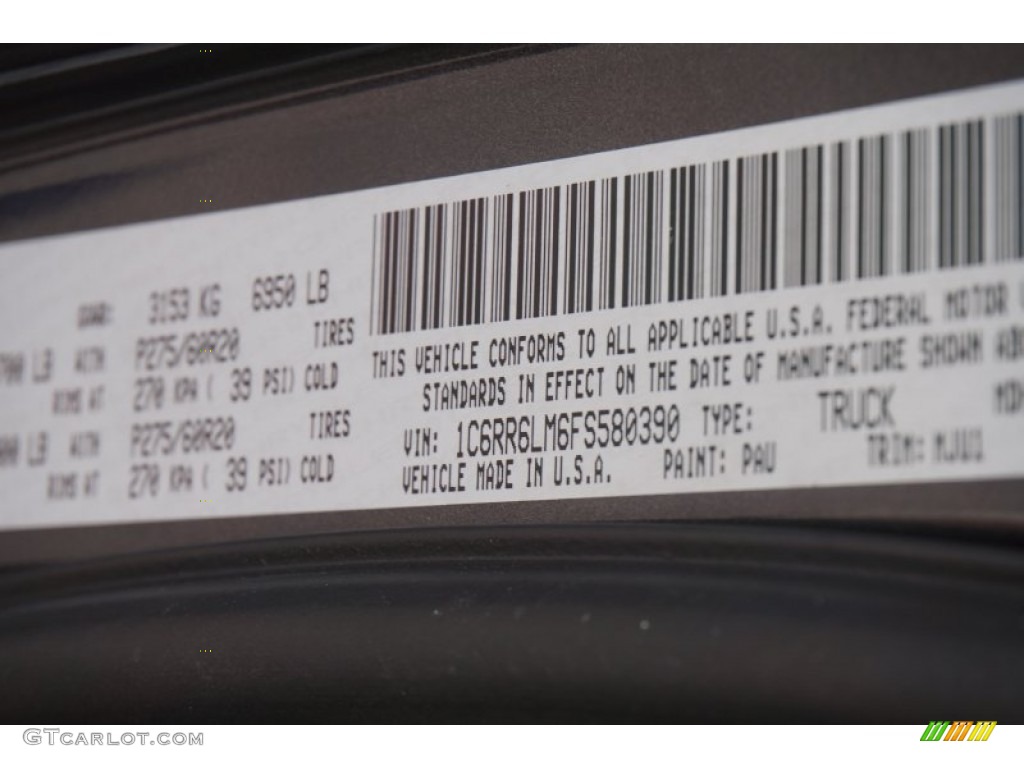 3153 KG 6950 LB
THIS VEHICLE CONFORMS TO ALL APPLICABLE U.S.A. FEDERAL MOTOR
700 LB WITH P275/60R20 TIRES
STANDARDS IN EFFECT ON THE DATE OF MANUFACTURE SHOWN
RIMS AT 270 KPA ( 39 PSI) COLD
VIN: 1C6RR6LM6FS580390 TYPE: TRUCK
LB WITH P275/60R20 TIRES
VEHICLE MADE IN U.S.A. PAINT: PAU TRIM:
RIMS AT 270 KPA ( 39 PSI) COLD
GTCARLOT.COM